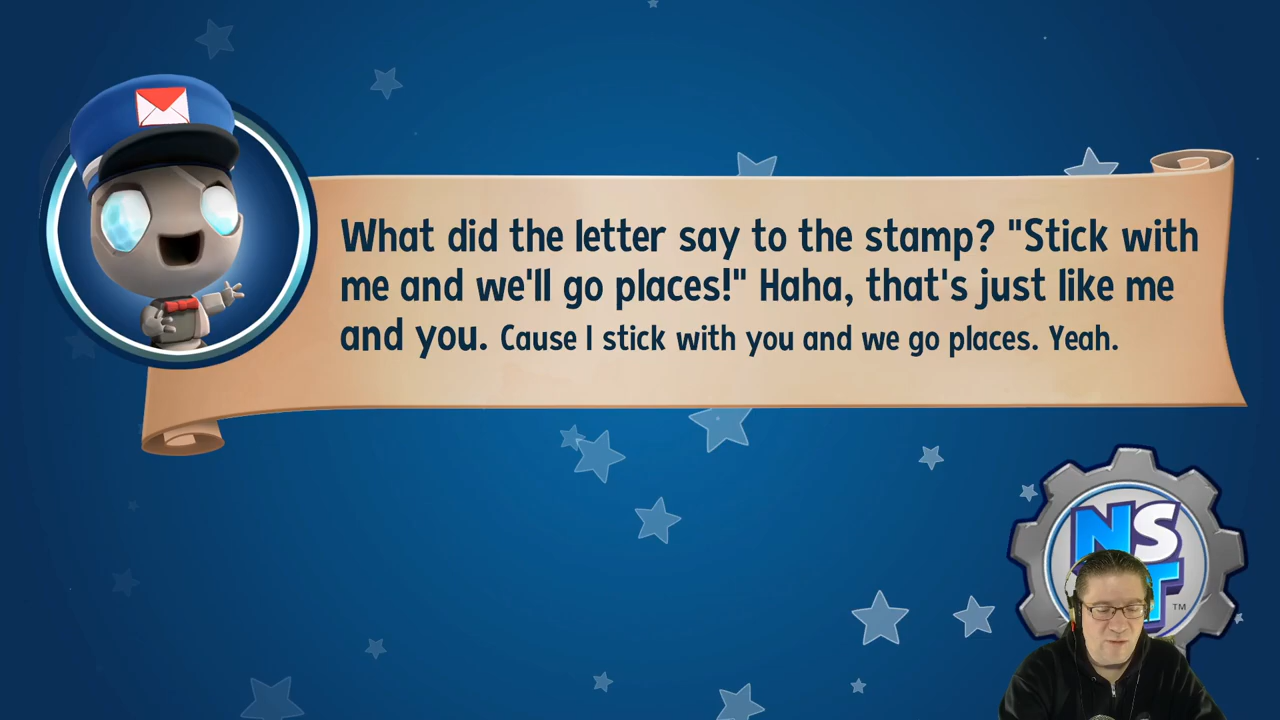 What did the letter say to the stamp? "Stick with
me and we'll go places!" Haha, that's just like me
and you. Cause I stick with you and we go places. Yeah.
NS
T
TM